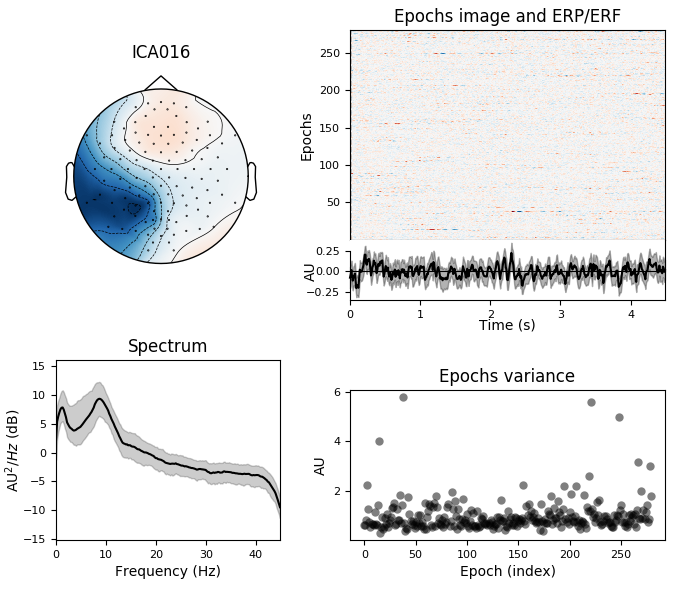 ICA016
Epochs image and ERP/ERF
Epochs
250
200
150
100
50
AU
0.25
0.00
−0.25
0 1 2 3 4
Time (s)
Spectrum
AU²/Hz (dB)
15
10
5
0
−5
−10
−15
0 10 20 30 40
Frequency (Hz)
Epochs variance
AU
6
4
2
0 50 100 150 200 250
Epoch (index)